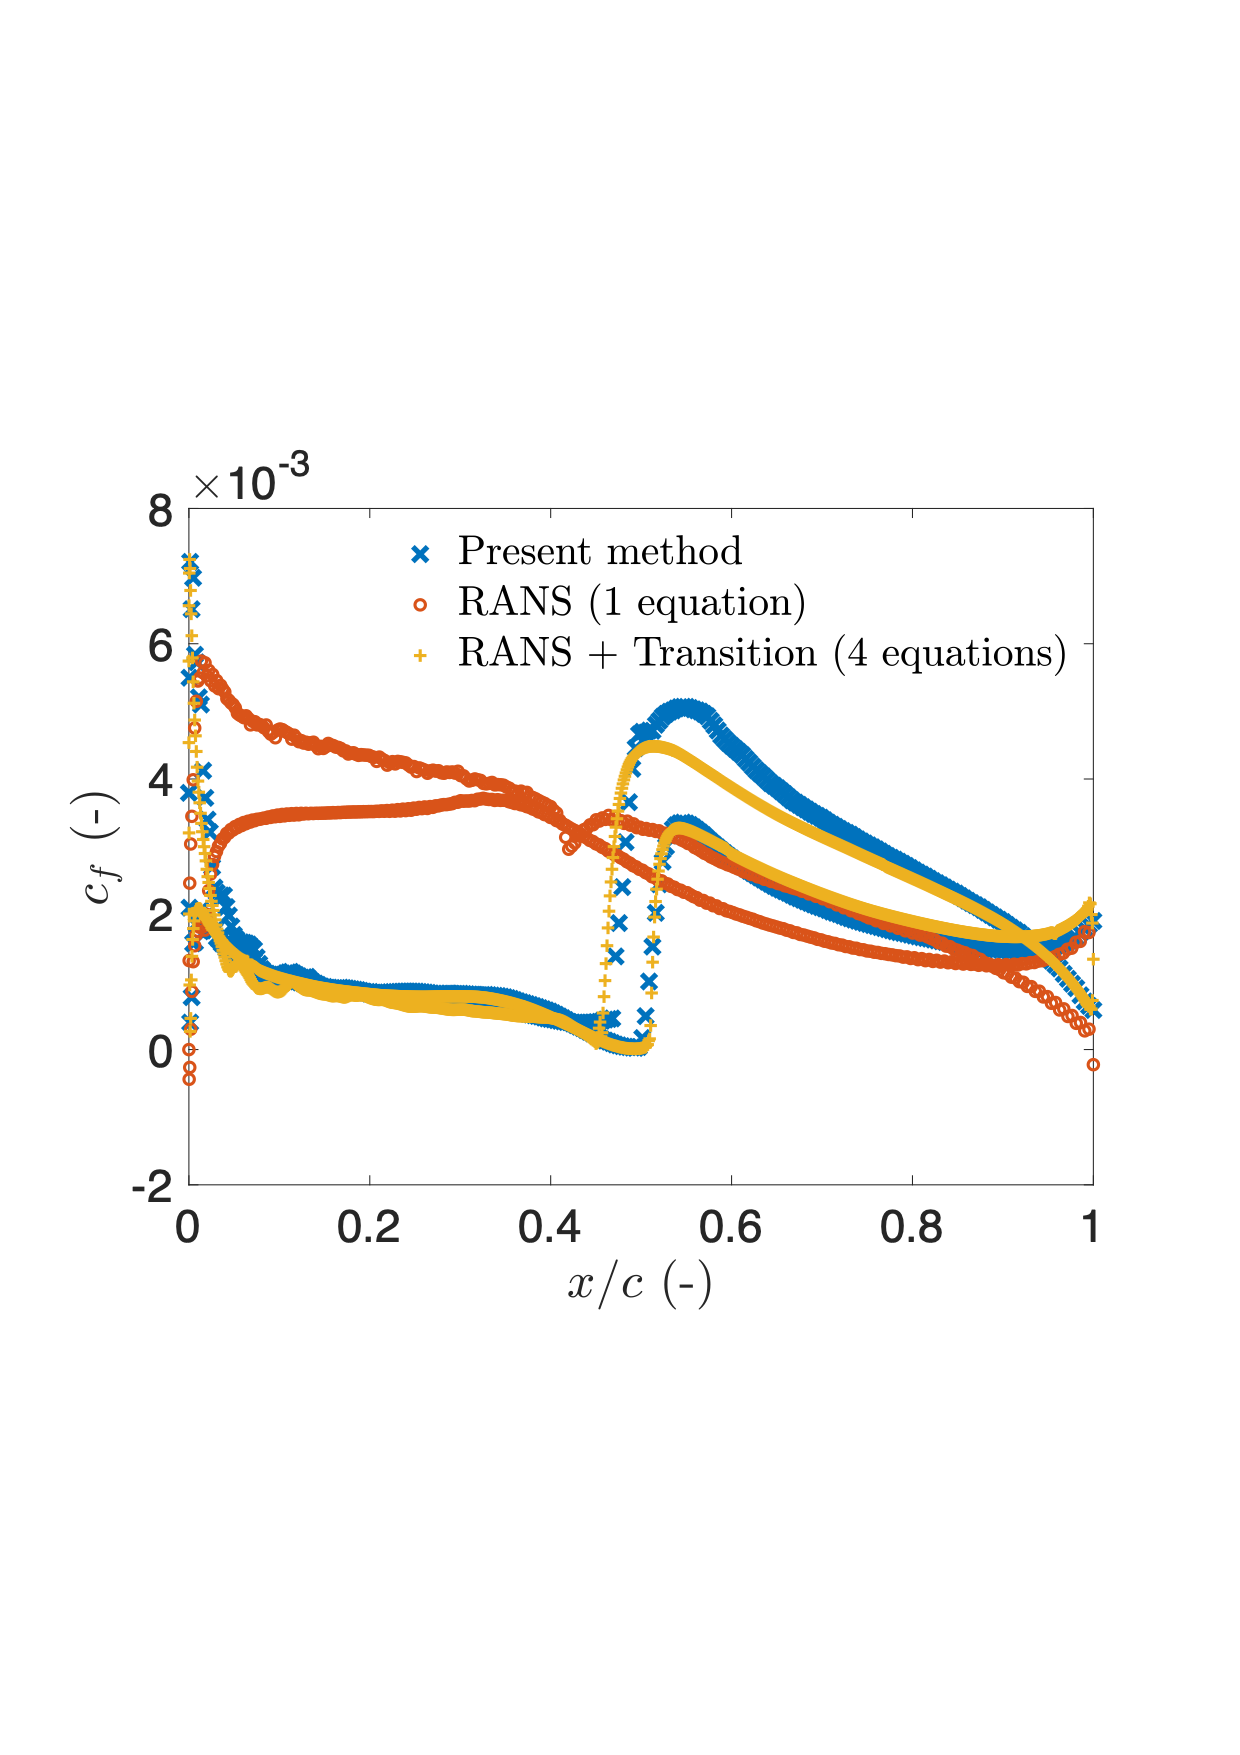 ×10-3
8
6
4
2
0
-2
c_f (-)
Present method
RANS (1 equation)
RANS + Transition (4 equations)
0 0.2 0.4 0.6 0.8 1
x/c (-)